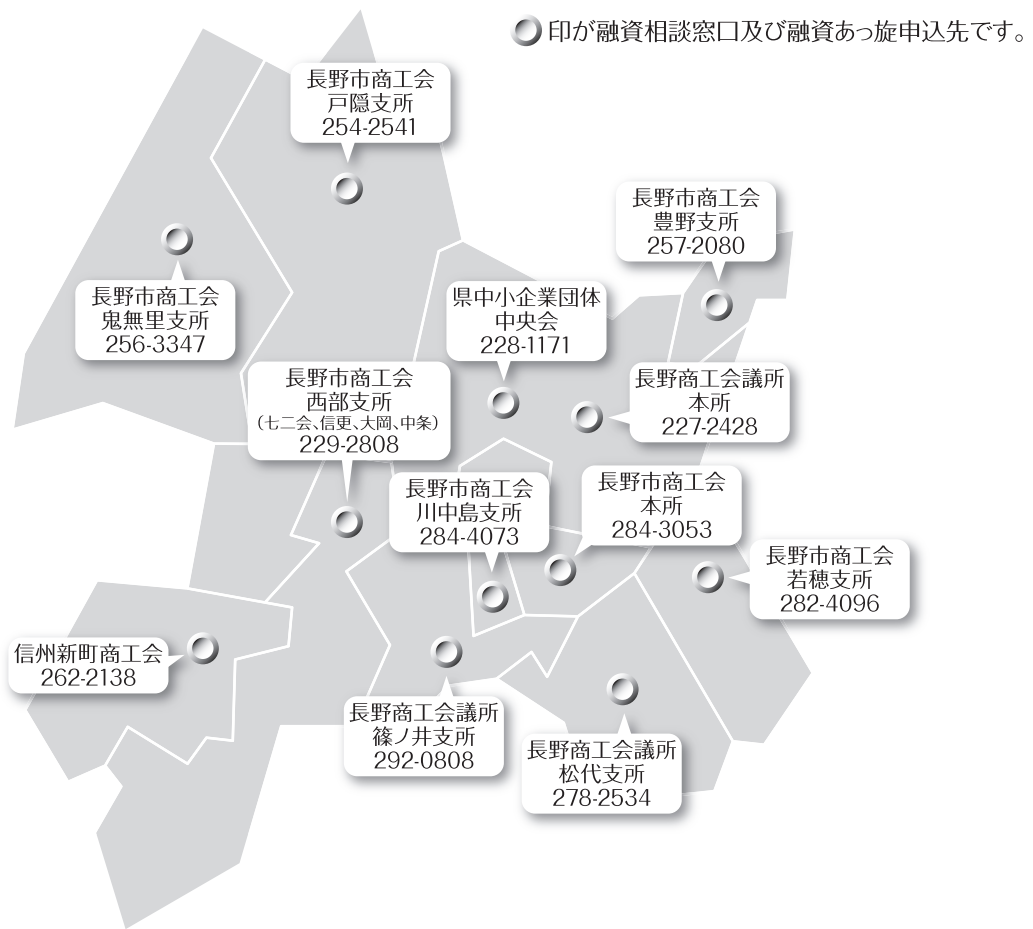 印が融資相談窓口及び融資あっ旋申込先です。
長野市商工会
戸隠支所
254-2541
長野市商工会
豊野支所
257-2080
長野市商工会
鬼無里支所
256-3347
県中小企業団体
中央会
228-1171
長野市商工会
西部支所
（七二会、信更、大岡、中条）
229-2808
長野商工会議所
本所
227-2428
長野市商工会
川中島支所
284-4073
長野市商工会
本所
284-3053
長野市商工会
若穂支所
282-4096
信州新町商工会
262-2138
長野商工会議所
篠ノ井支所
292-0808
長野商工会議所
松代支所
278-2534